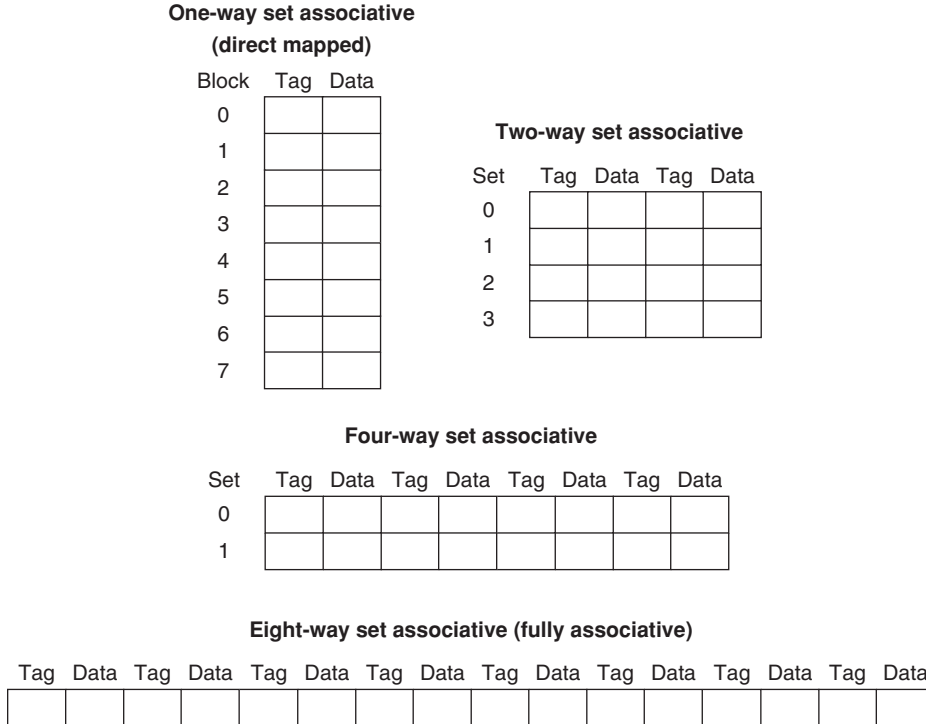 One-way set associative
(direct mapped)
Block Tag Data
0
1
2
3
4
5
6
7
Two-way set associative
Set Tag Data Tag Data
0
1
2
3
Four-way set associative
Set Tag Data Tag Data Tag Data Tag Data
0
1
Eight-way set associative (fully associative)
Tag Data Tag Data Tag Data Tag Data Tag Data Tag Data Tag Data Tag Data